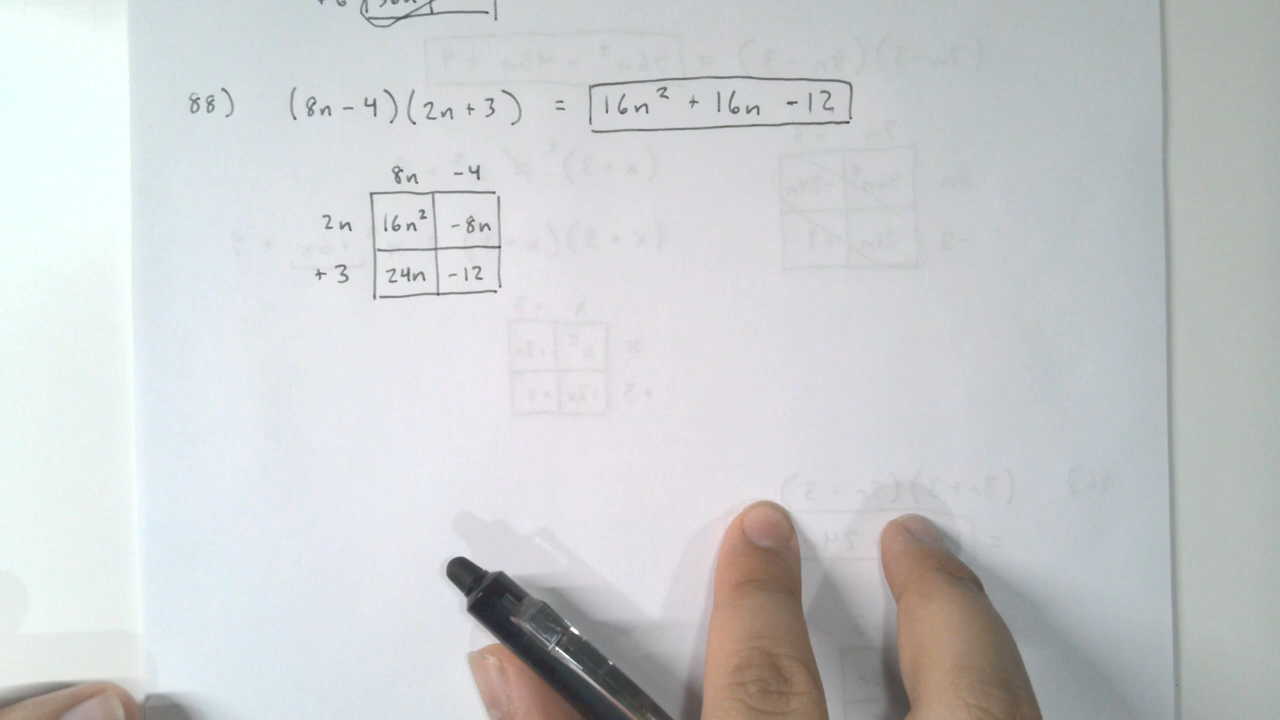 88) (8n - 4)(2n + 3) = 16n² + 16n - 12
8n -4
2n 16n² -8n
+3 24n -12